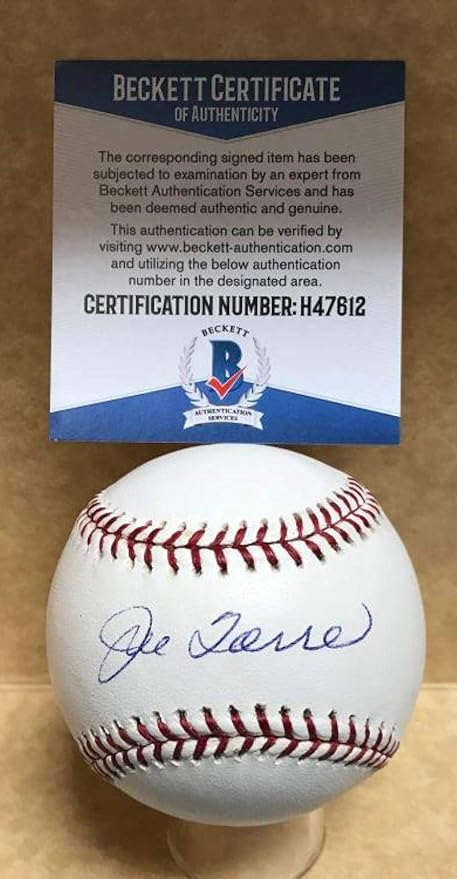 BECKETT CERTIFICATE
OF AUTHENTICITY
The corresponding signed item has been
subjected to examination by an expert from
Beckett Authentication Services and has
been deemed authentic and genuine.
This authentication can be verified by
visiting www.beckett-authentication.com
and utilizing the below authentication
number in the designated area.
CERTIFICATION NUMBER: H47612
BECKETT
B
AUTHENTICATION
SERVICES
Joe Torre